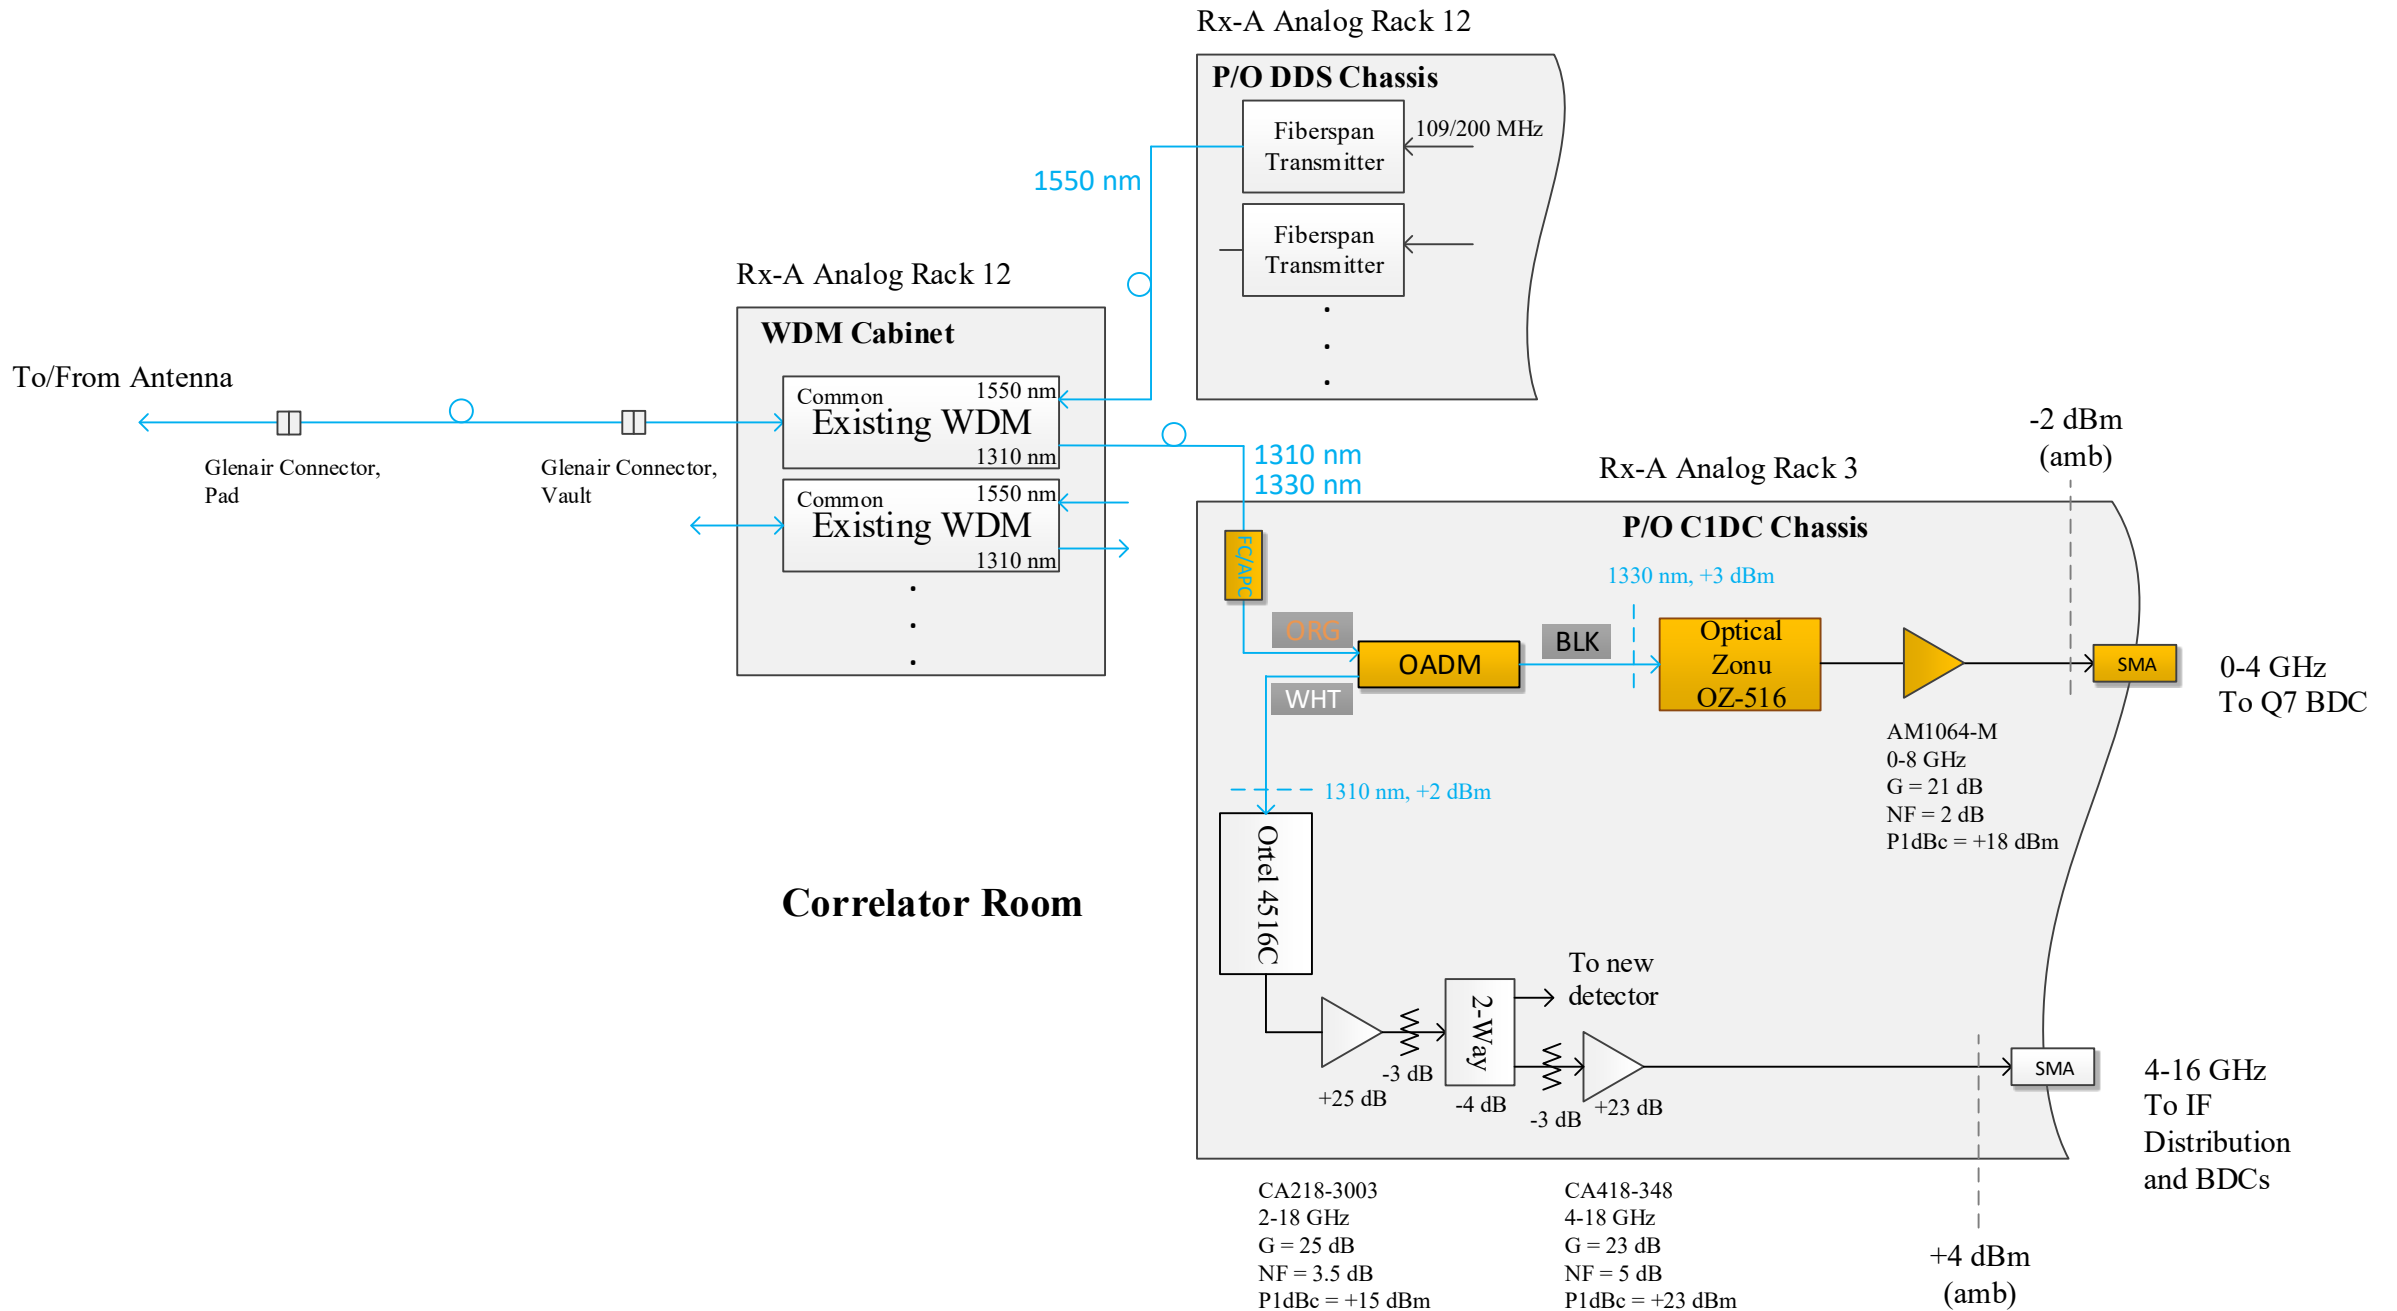 Rx-A Analog Rack 12
P/O DDS Chassis
Fiberspan
Transmitter
109/200 MHz
1550 nm
Fiberspan
Transmitter
Rx-A Analog Rack 12
WDM Cabinet
To/From Antenna
Common
1550 nm
Existing WDM
1310 nm
Glenair Connector,
Pad
Glenair Connector,
Vault
Common
1550 nm
Existing WDM
1310 nm
1310 nm
1330 nm
Rx-A Analog Rack 3
-2 dBm
(amb)
P/O C1DC Chassis
FC/APC
1330 nm, +3 dBm
ORG
OADM
BLK
Optical
Zonu
OZ-516
SMA
0-4 GHz
To Q7 BDC
WHT
AM1064-M
0-8 GHz
G = 21 dB
NF = 2 dB
P1dBc = +18 dBm
1310 nm, +2 dBm
Ortel 4516C
Correlator Room
To new
detector
2-Way
+25 dB
-3 dB
-4 dB
-3 dB
+23 dB
SMA
4-16 GHz
To IF
Distribution
and BDCs
CA218-3003
2-18 GHz
G = 25 dB
NF = 3.5 dB
P1dBc = +15 dBm
CA418-348
4-18 GHz
G = 23 dB
NF = 5 dB
P1dBc = +23 dBm
+4 dBm
(amb)